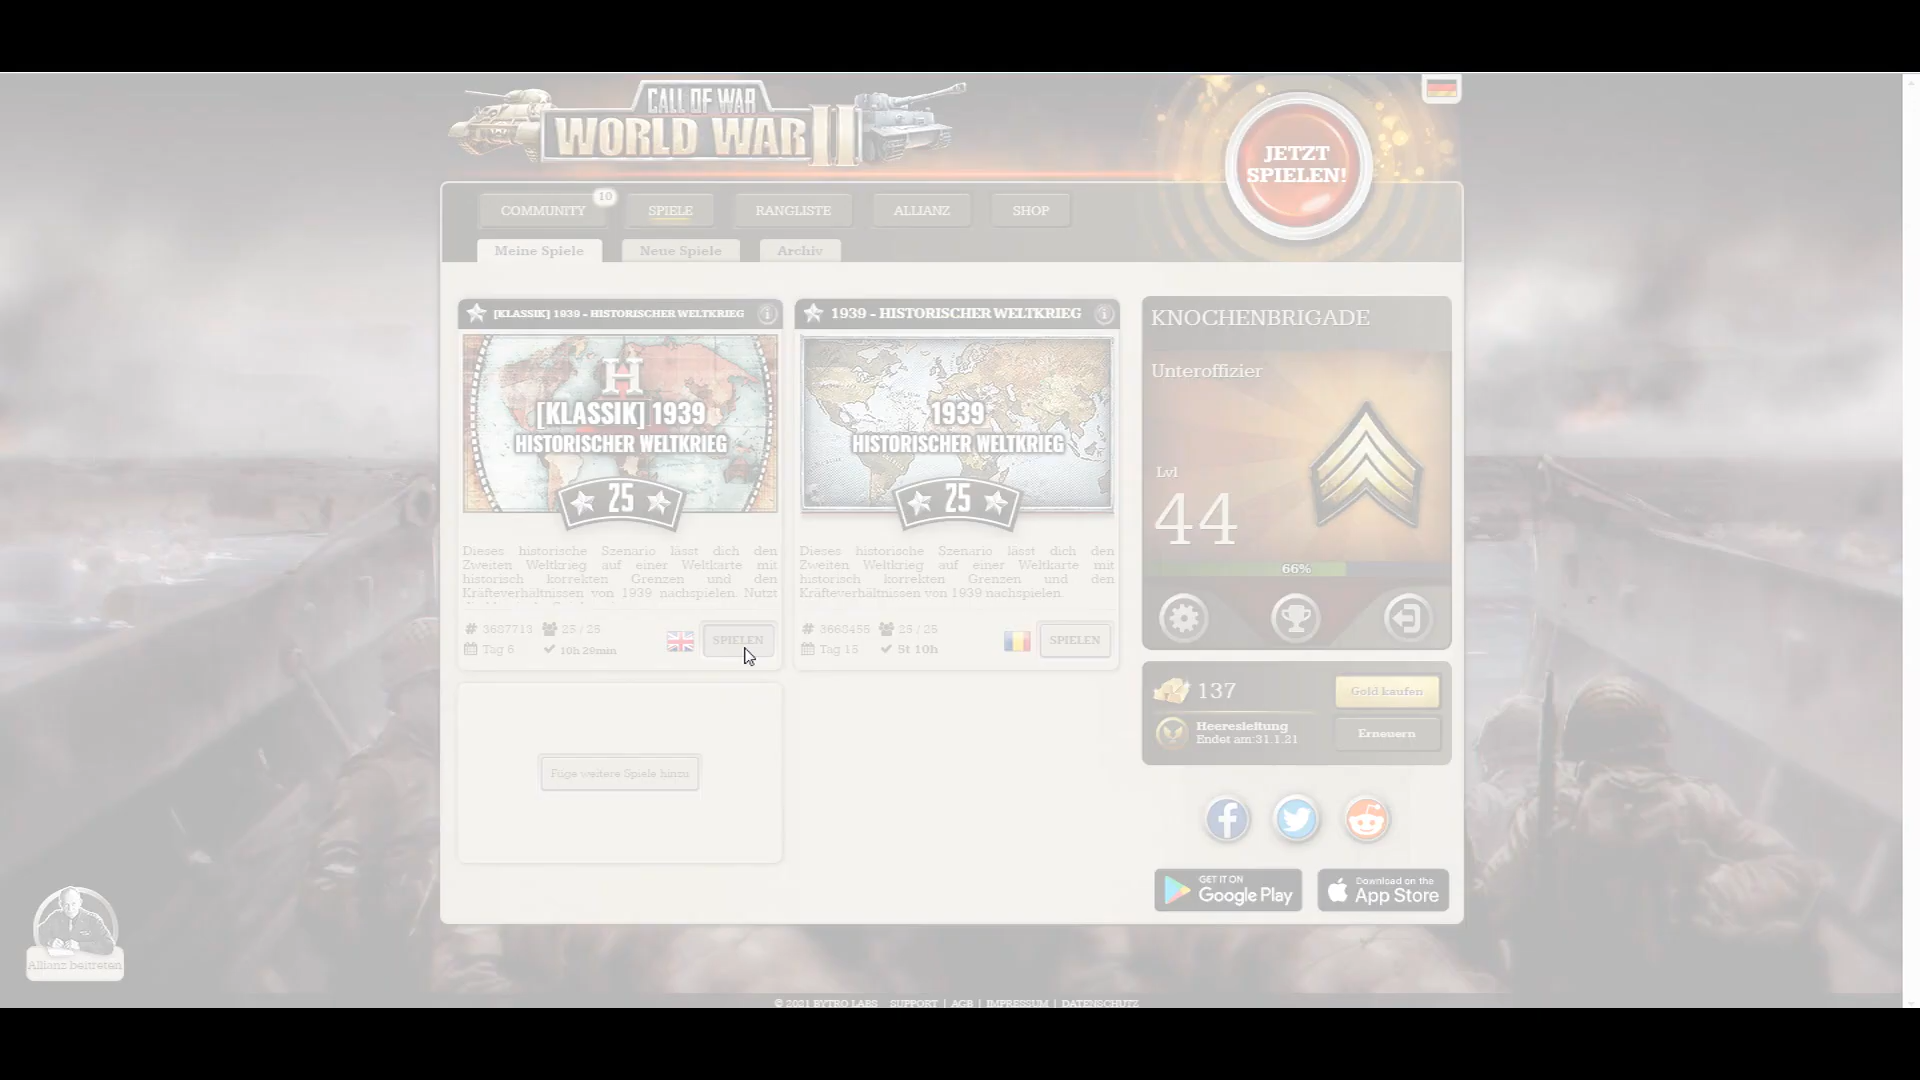 CALL OF WAR
WORLD WAR II
JETZT
SPIELEN!
COMMUNITY
10
SPIELE
RANGLISTE
ALLIANZ
SHOP
Meine Spiele
Neue Spiele
Archiv
[KLASSIK] 1939 - HISTORISCHER WELTKRIEG
H
[KLASSIK] 1939
HISTORISCHER WELTKRIEG
25
Dieses historische Szenario lässt dich den
Zweiten Weltkrieg auf einer Weltkarte mit
historisch korrekten Grenzen und den
Kräfteverhältnissen von 1939 nachspielen. Nutzt
# 3687713
25 / 25
Tag 6
10h 29min
SPIELEN
1939 - HISTORISCHER WELTKRIEG
1939
HISTORISCHER WELTKRIEG
25
Dieses historische Szenario lässt dich den
Zweiten Weltkrieg auf einer Weltkarte mit
historisch korrekten Grenzen und den
Kräfteverhältnissen von 1939 nachspielen.
# 3668455
25 / 25
Tag 15
5t 10h
SPIELEN
Füge weitere Spiele hinzu
KNOCHENBRIGADE
Unteroffizier
Lvl
44
66%
137
Gold kaufen
Heeresleitung
Endet am:31.1.21
Erneuern
GET IT ON
Google Play
Download on the
App Store
Allianz beitreten
© 2021 BYTRO LABS SUPPORT | AGB | IMPRESSUM | DATENSCHUTZ